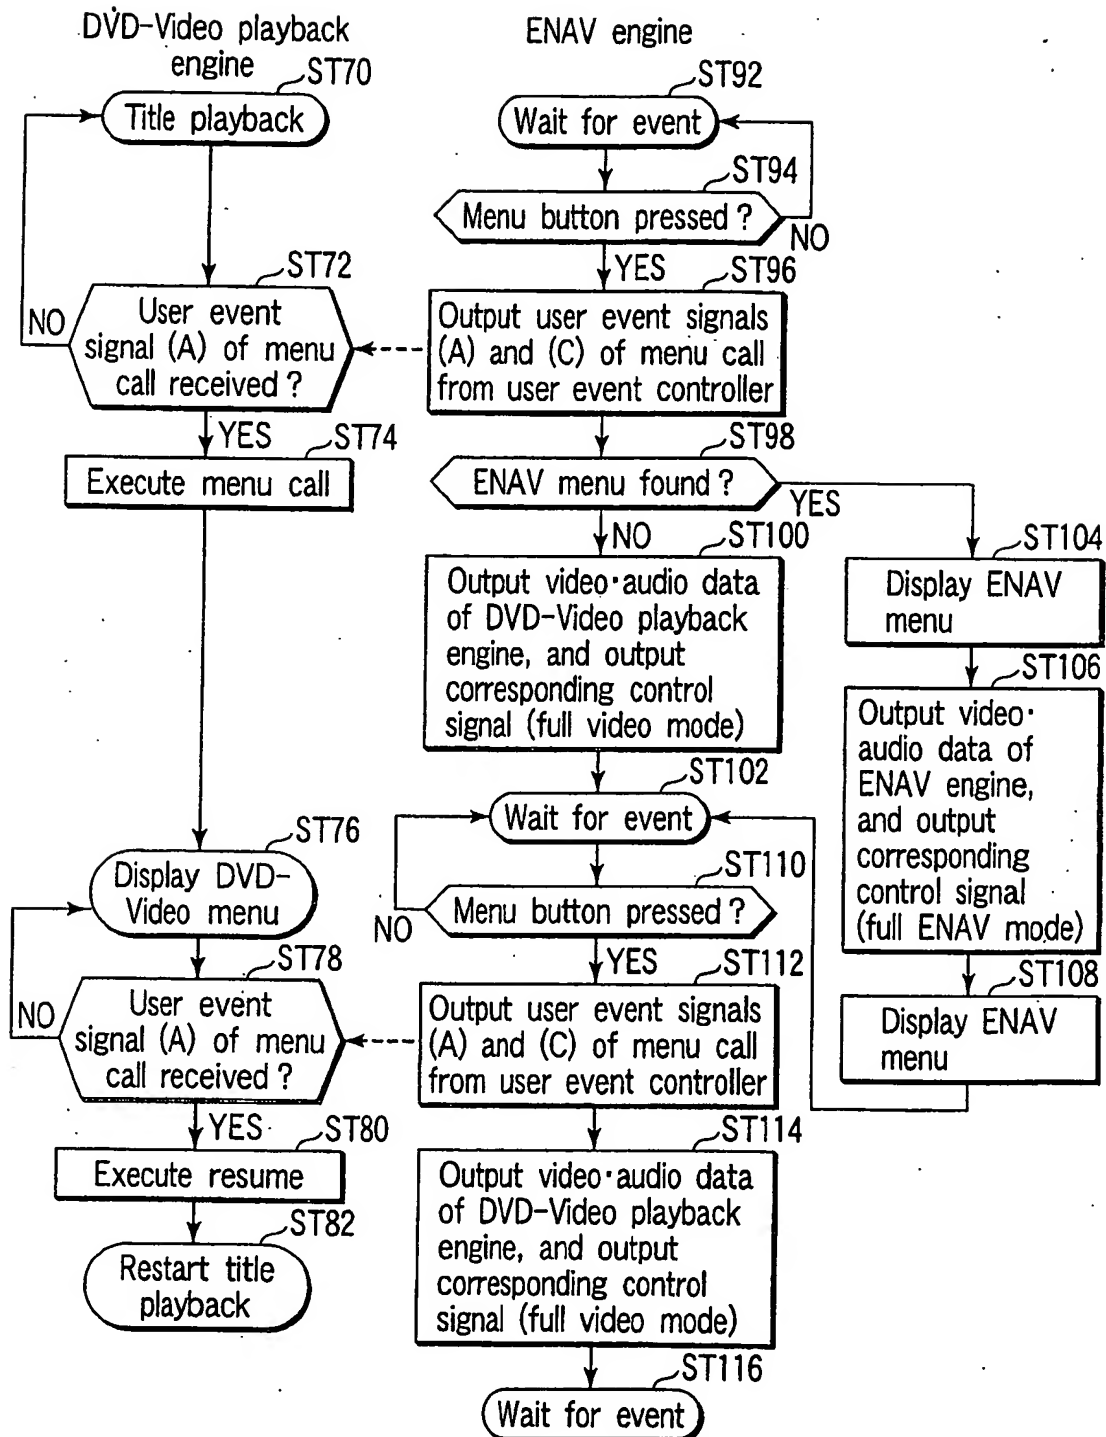 DVD-Video playback
engine
ST70
Title playback
ST72
User event
signal (A) of menu
call received?
NO
YES
ST74
Execute menu call
ST76
Display DVD-
Video menu
ST78
User event
signal (A) of menu
call received?
NO
YES
ST80
Execute resume
ST82
Restart title
playback
ENAV engine
ST92
Wait for event
ST94
Menu button pressed?
NO
YES
ST96
Output user event signals
(A) and (C) of menu call
from user event controller
ST98
ENAV menu found?
YES
NO
ST100
Output video·audio data
of DVD-Video playback
engine, and output
corresponding control
signal (full video mode)
ST102
Wait for event
ST110
Menu button pressed?
NO
YES
ST112
Output user event signals
(A) and (C) of menu call
from user event controller
ST114
Output video·audio data
of DVD-Video playback
engine, and output
corresponding control
signal (full video mode)
ST116
Wait for event
ST104
Display ENAV
menu
ST106
Output video·
audio data of
ENAV engine,
and output
corresponding
control signal
(full ENAV mode)
ST108
Display ENAV
menu